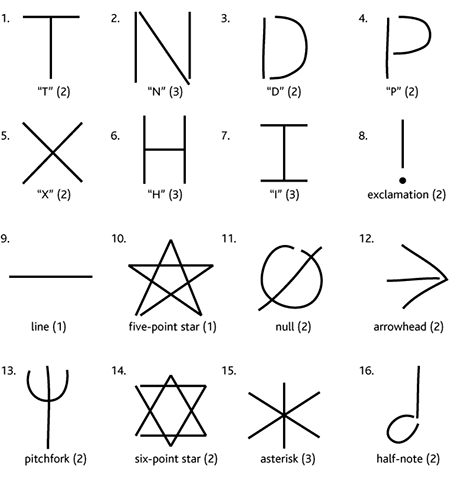 1. 2. 3. 4.
“T” (2) “N” (3) “D” (2) “P” (2)
5. 6. 7. 8.
“X” (2) “H” (3) “I” (3) exclamation (2)
9. 10. 11. 12.
line (1) five-point star (1) null (2) arrowhead (2)
13. 14. 15. 16.
pitchfork (2) six-point star (2) asterisk (3) half-note (2)